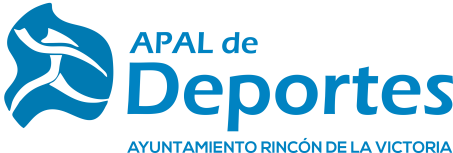 APAL de
Deportes
AYUNTAMIENTO RINCÓN DE LA VICTORIA